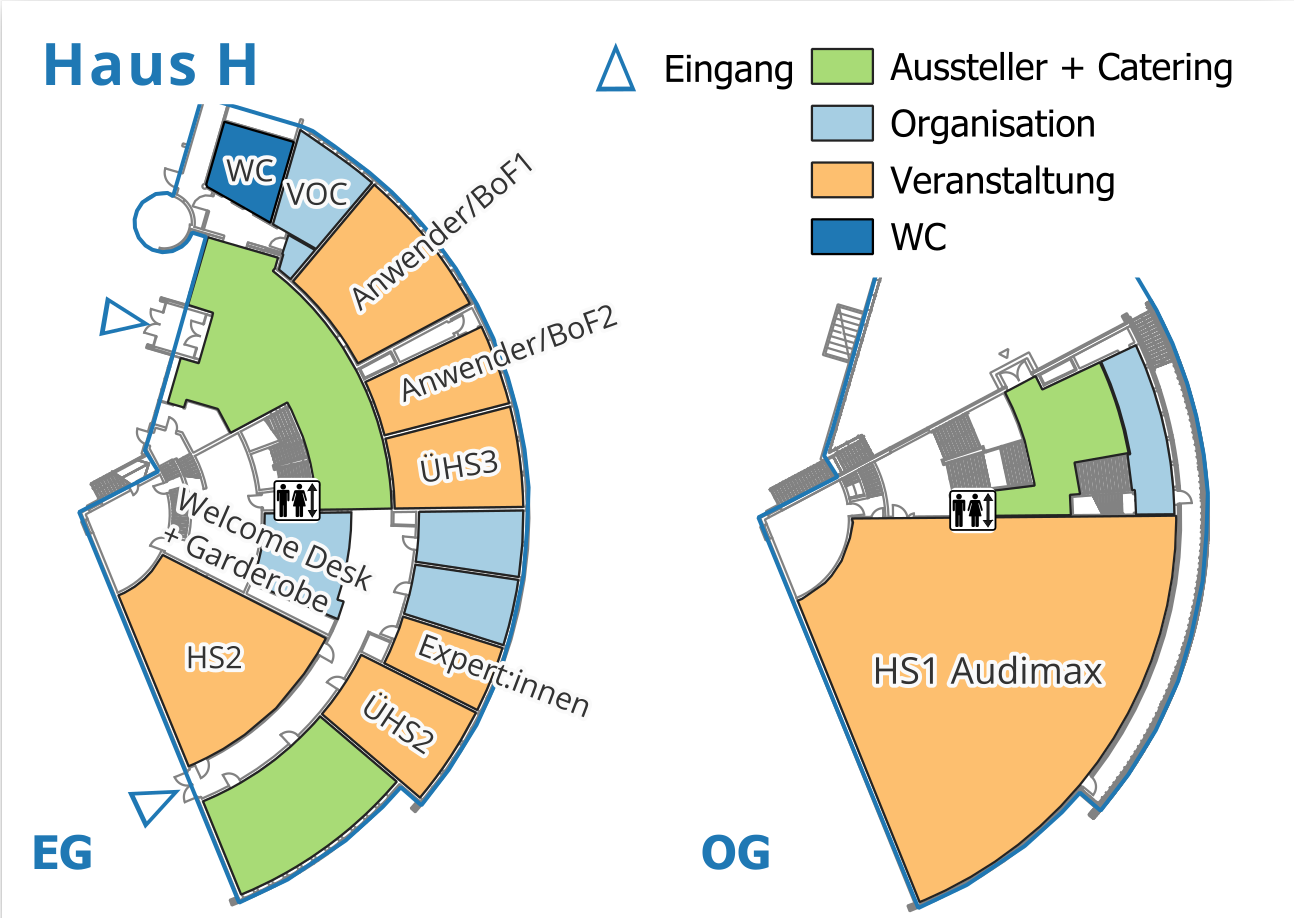 Haus H
Eingang
Aussteller + Catering
Organisation
Veranstaltung
WC
WC
VOC
Anwender/BoF1
Anwender/BoF2
ÜHS3
Welcome Desk
+ Garderobe
HS2
Expert:innen
ÜHS2
HS1 Audimax
EG
OG